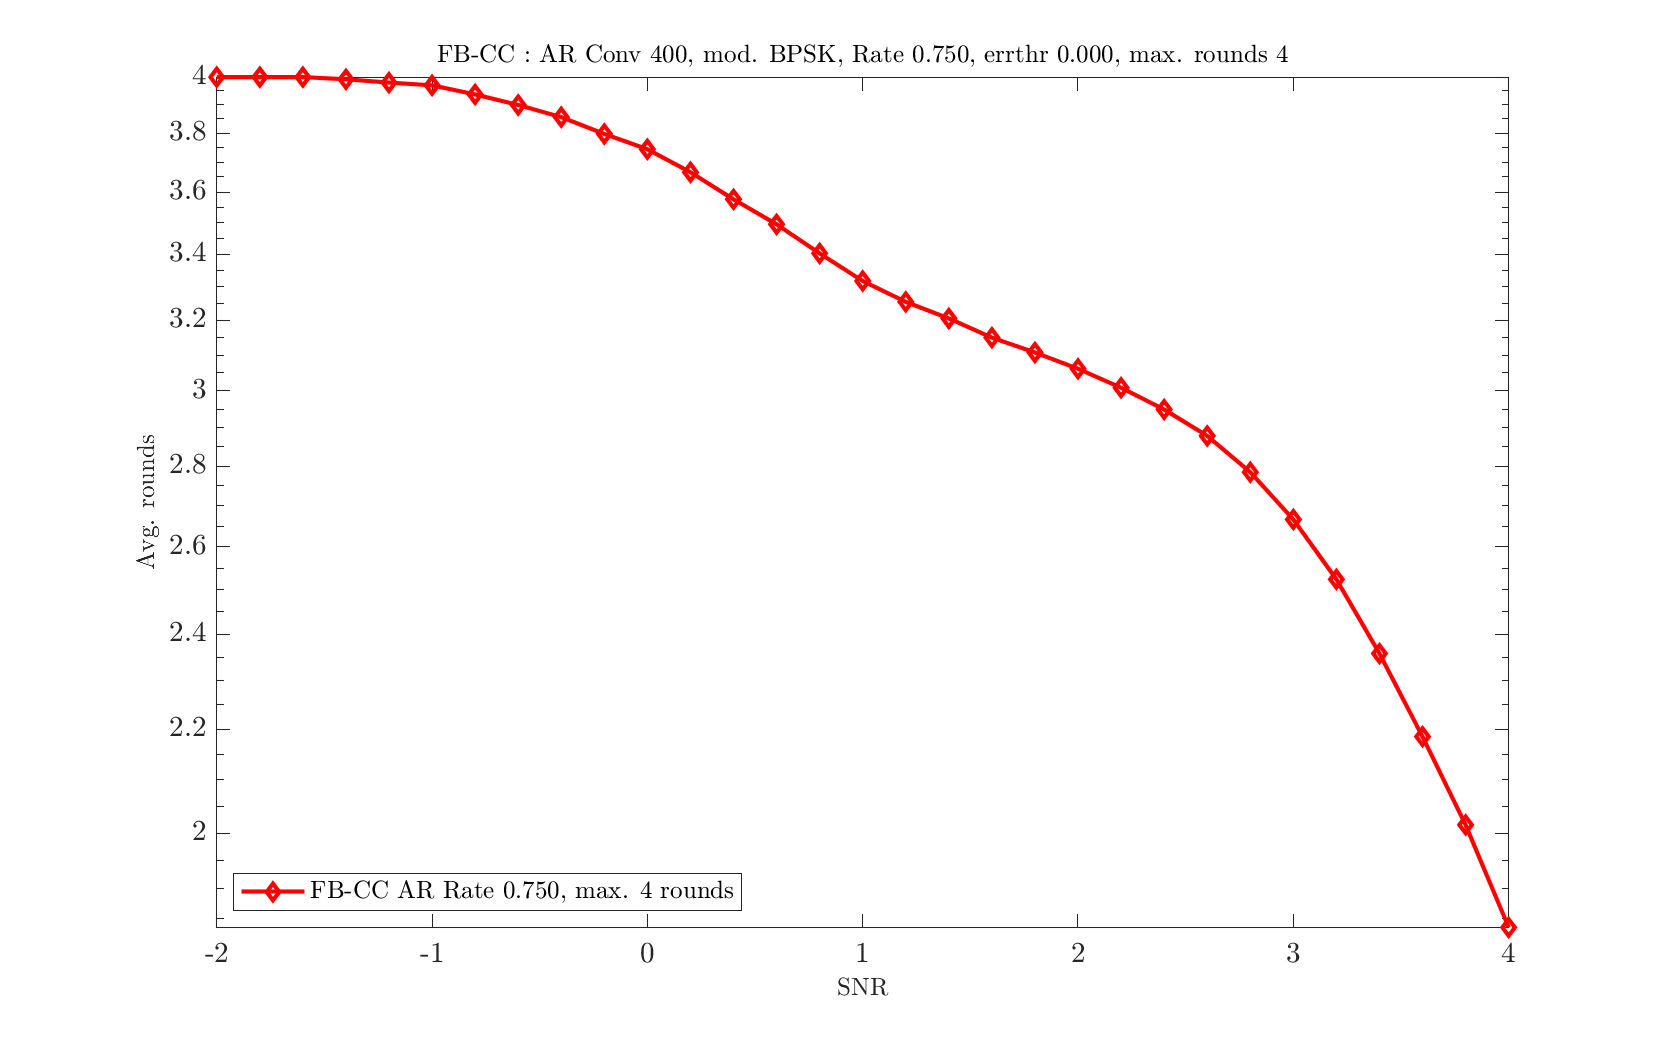 FB-CC : AR Conv 400, mod. BPSK, Rate 0.750, errthr 0.000, max. rounds 4
4
3.8
3.6
3.4
3.2
3
2.8
2.6
2.4
2.2
2
Avg. rounds
FB-CC AR Rate 0.750, max. 4 rounds
-2 -1 0 1 2 3 4
SNR